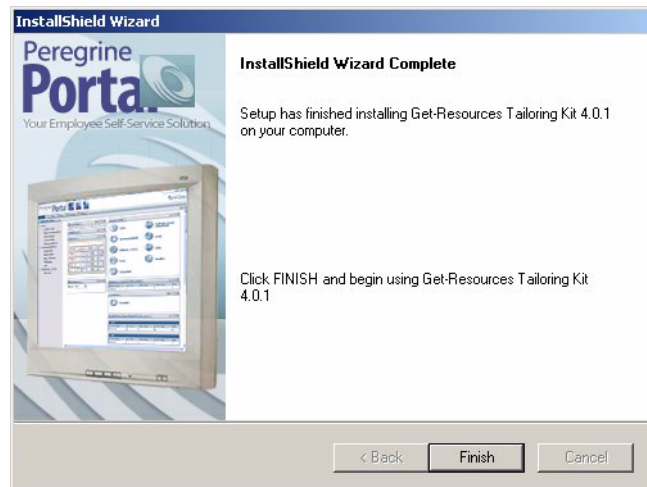 InstallShield Wizard
Peregrine
Portal
Your Employee Self-Service Solution
InstallShield Wizard Complete
Setup has finished installing Get-Resources Tailoring Kit 4.0.1
on your computer.
Click FINISH and begin using Get-Resources Tailoring Kit
4.0.1
< Back
Finish
Cancel